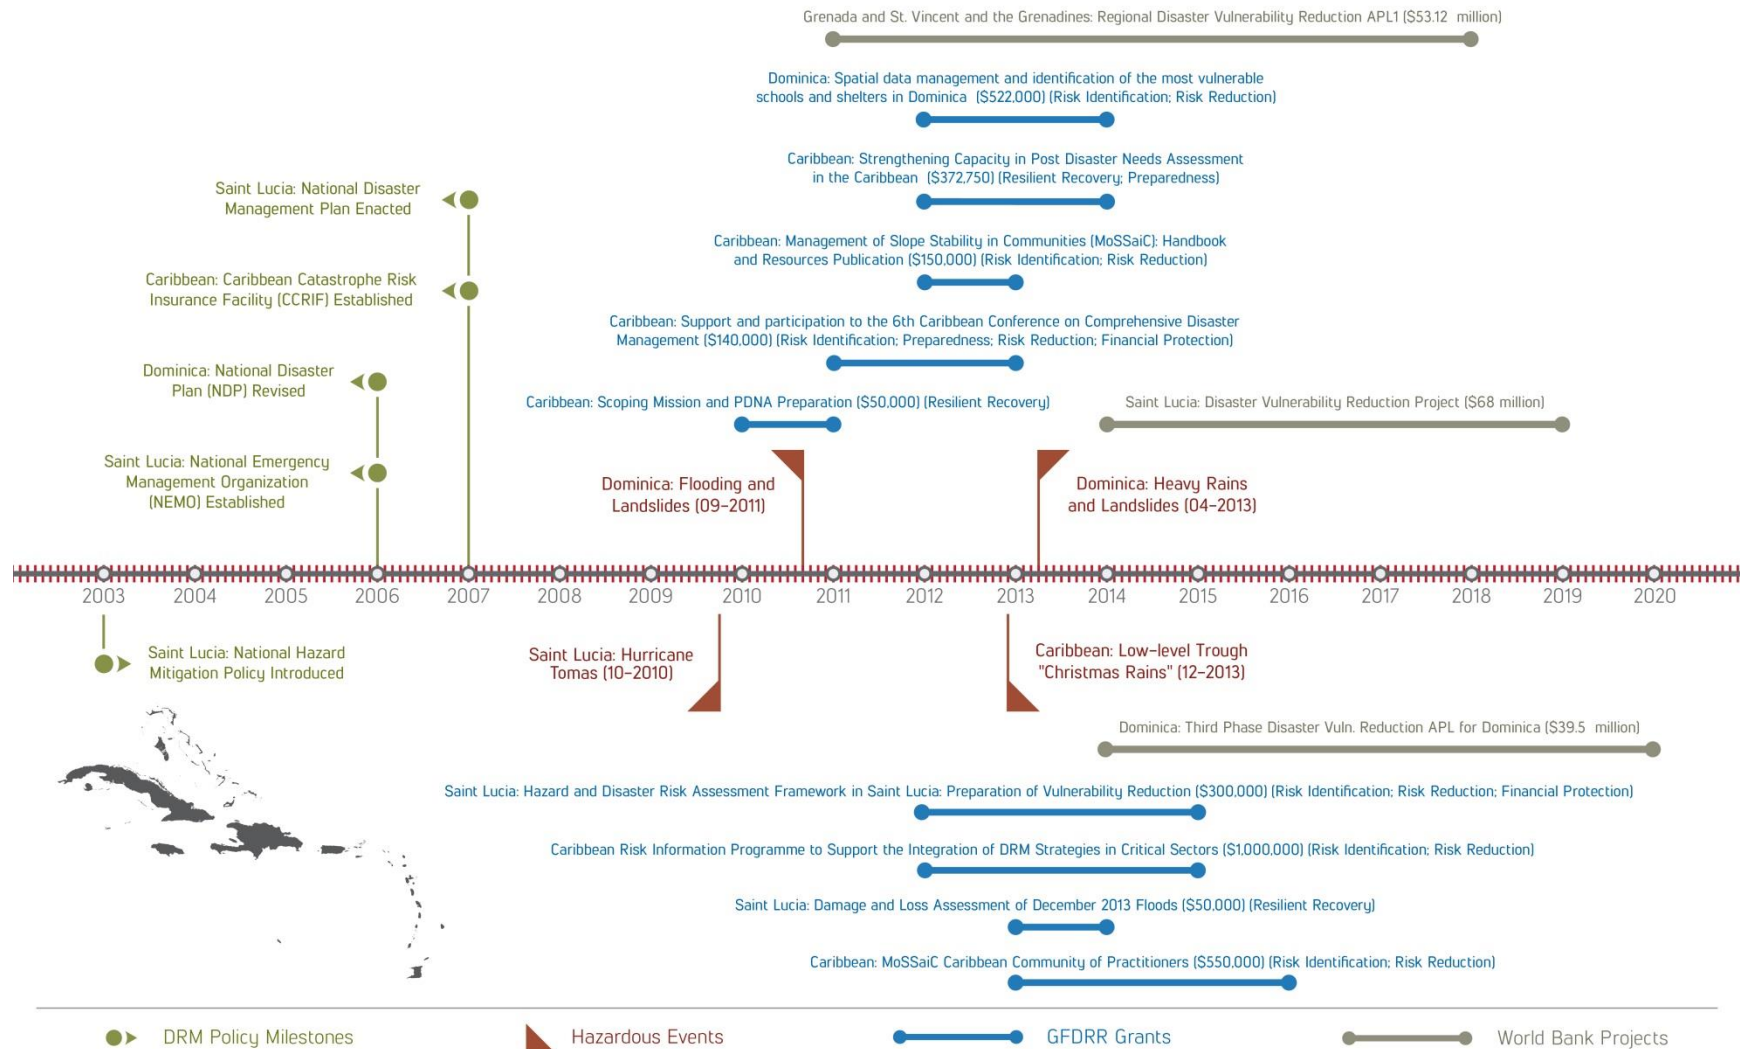 Grenada and St. Vincent and the Grenadines: Regional Disaster Vulnerability Reduction APL1 ($53.12 million)
Dominica: Spatial data management and identification of the most vulnerable
schools and shelters in Dominica ($522,000) (Risk Identification; Risk Reduction)
Caribbean: Strengthening Capacity in Post Disaster Needs Assessment
in the Caribbean ($372,750) (Resilient Recovery; Preparedness)
Saint Lucia: National Disaster
Management Plan Enacted
Caribbean: Management of Slope Stability in Communities (MoSSaiC): Handbook
and Resources Publication ($150,000) (Risk Identification; Risk Reduction)
Caribbean: Caribbean Catastrophe Risk
Insurance Facility (CCRIF) Established
Caribbean: Support and participation to the 6th Caribbean Conference on Comprehensive Disaster
Management ($140,000) (Risk Identification; Preparedness; Risk Reduction; Financial Protection)
Dominica: National Disaster
Plan (NDP) Revised
Caribbean: Scoping Mission and PDNA Preparation ($50,000) (Resilient Recovery)
Saint Lucia: Disaster Vulnerability Reduction Project ($68 million)
Saint Lucia: National Emergency
Management Organization
(NEMO) Established
Dominica: Flooding and
Landslides (09-2011)
Dominica: Heavy Rains
and Landslides (04-2013)
2003 2004 2005 2006 2007 2008 2009 2010 2011 2012 2013 2014 2015 2016 2017 2018 2019 2020
Saint Lucia: National Hazard
Mitigation Policy Introduced
Saint Lucia: Hurricane
Tomas (10-2010)
Caribbean: Low-level Trough
"Christmas Rains" (12-2013)
Dominica: Third Phase Disaster Vuln. Reduction APL for Dominica ($39.5 million)
Saint Lucia: Hazard and Disaster Risk Assessment Framework in Saint Lucia: Preparation of Vulnerability Reduction ($300,000) (Risk Identification; Risk Reduction; Financial Protection)
Caribbean Risk Information Programme to Support the Integration of DRM Strategies in Critical Sectors ($1,000,000) (Risk Identification; Risk Reduction)
Saint Lucia: Damage and Loss Assessment of December 2013 Floods ($50,000) (Resilient Recovery)
Caribbean: MoSSaiC Caribbean Community of Practitioners ($550,000) (Risk Identification; Risk Reduction)
DRM Policy Milestones
Hazardous Events
GFDRR Grants
World Bank Projects